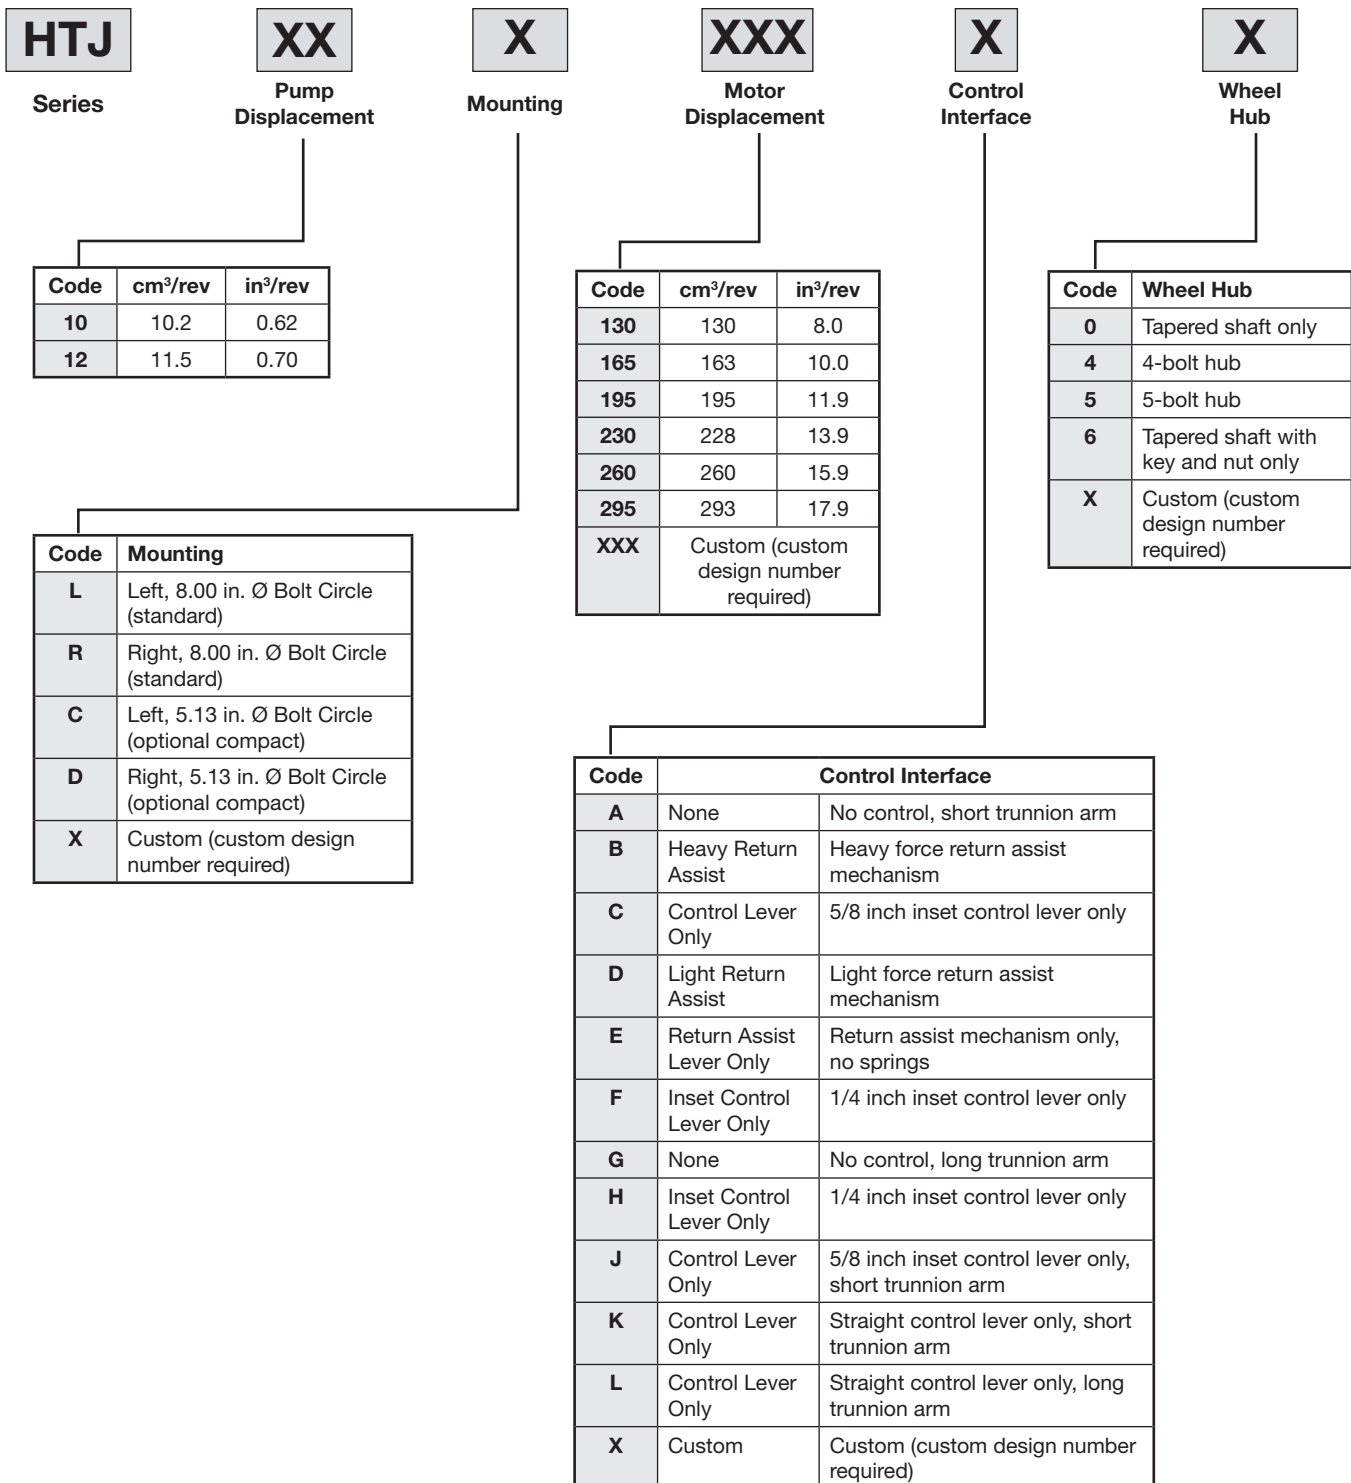 HTJ XX X XXX X X
Series
Pump
Displacement
Mounting
Motor
Displacement
Control
Interface
Wheel
Hub
Code cm³/rev in³/rev
10 10.2 0.62
12 11.5 0.70
Code Mounting
L Left, 8.00 in. Ø Bolt Circle
(standard)
R Right, 8.00 in. Ø Bolt Circle
(standard)
C Left, 5.13 in. Ø Bolt Circle
(optional compact)
D Right, 5.13 in. Ø Bolt Circle
(optional compact)
X Custom (custom design
number required)
Code cm³/rev in³/rev
130 130 8.0
165 163 10.0
195 195 11.9
230 228 13.9
260 260 15.9
295 293 17.9
XXX Custom (custom
design number
required)
Code Wheel Hub
0 Tapered shaft only
4 4-bolt hub
5 5-bolt hub
6 Tapered shaft with
key and nut only
X Custom (custom
design number
required)
Code Control Interface
A None No control, short trunnion arm
B Heavy Return Heavy force return assist
Assist mechanism
C Control Lever 5/8 inch inset control lever only
Only
D Light Return Light force return assist
Assist mechanism
E Return Assist Return assist mechanism only,
Lever Only no springs
F Inset Control 1/4 inch inset control lever only
Lever Only
G None No control, long trunnion arm
H Inset Control 1/4 inch inset control lever only
Lever Only
J Control Lever 5/8 inch inset control lever only,
Only short trunnion arm
K Control Lever Straight control lever only, short
Only trunnion arm
L Control Lever Straight control lever only, long
Only trunnion arm
X Custom Custom (custom design number
required)